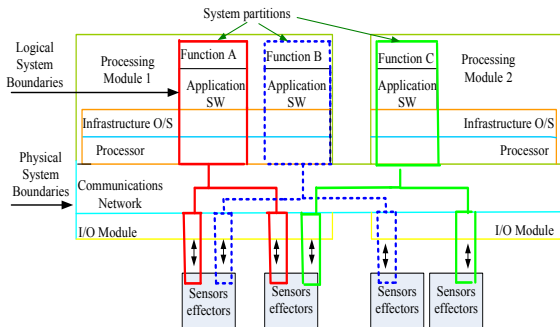 System partitions
Logical
System
Boundaries
Processing
Module 1
Function A
Function B
Function C
Processing
Module 2
Application
SW
Application
SW
Application
SW
Infrastructure O/S
Infrastructure O/S
Processor
Processor
Physical
System
Boundaries
Communications
Network
I/O Module
I/O Module
Sensors
effectors
Sensors
effectors
Sensors
effectors
Sensors
effectors